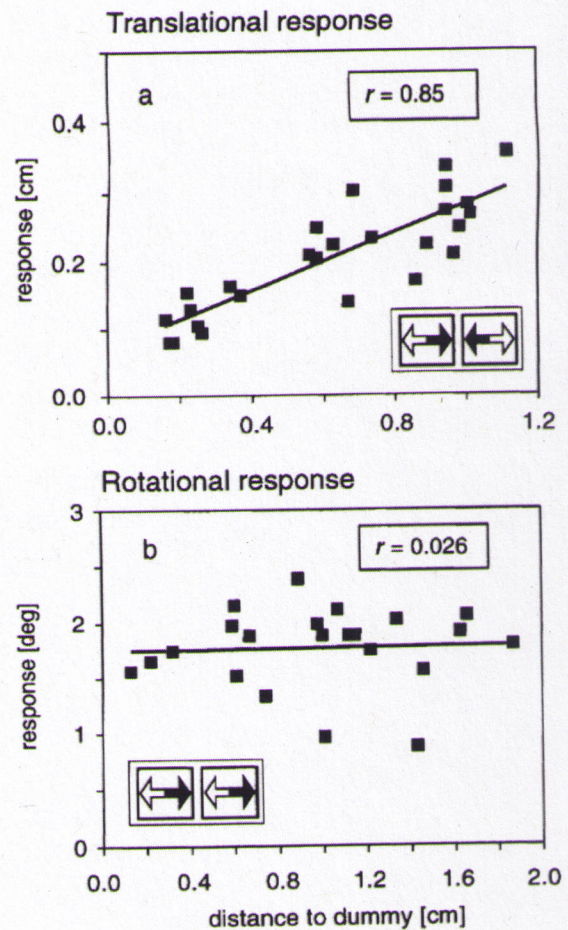 Translational response
a
r = 0.85
response [cm]
0.4
0.2
0.0
0.0 0.4 0.8 1.2
Rotational response
b
r = 0.026
response [deg]
3
2
1
0
0.0 0.4 0.8 1.2 1.6 2.0
distance to dummy [cm]